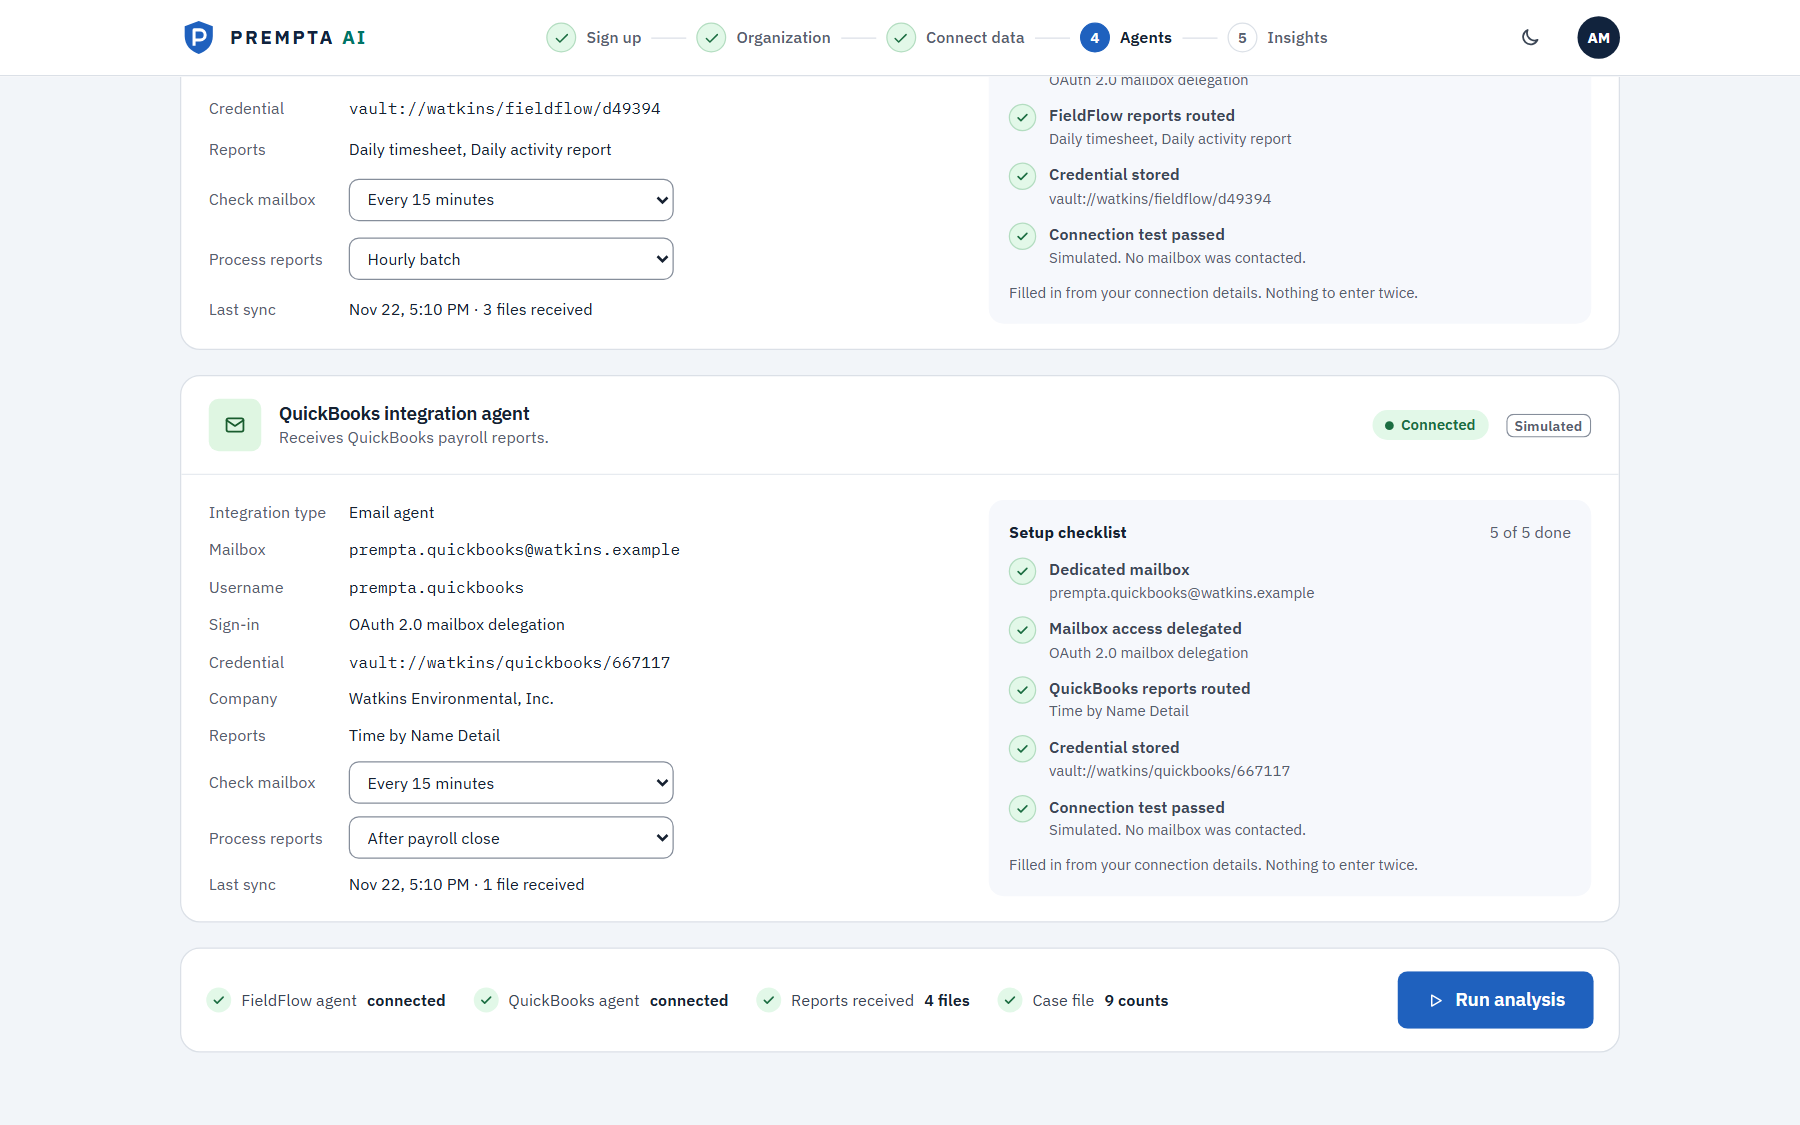 PREMPTA AI
Sign up
Organization
Connect data
4 Agents
5 Insights
AM
Credential vault://watkins/fieldflow/d49394
Reports Daily timesheet, Daily activity report
Check mailbox Every 15 minutes
Process reports Hourly batch
Last sync Nov 22, 5:10 PM · 3 files received
OAuth 2.0 mailbox delegation
FieldFlow reports routed
Daily timesheet, Daily activity report
Credential stored
vault://watkins/fieldflow/d49394
Connection test passed
Simulated. No mailbox was contacted.
Filled in from your connection details. Nothing to enter twice.
QuickBooks integration agent
Receives QuickBooks payroll reports.
Connected
Simulated
Integration type Email agent
Mailbox prempta.quickbooks@watkins.example
Username prempta.quickbooks
Sign-in OAuth 2.0 mailbox delegation
Credential vault://watkins/quickbooks/667117
Company Watkins Environmental, Inc.
Reports Time by Name Detail
Check mailbox Every 15 minutes
Process reports After payroll close
Last sync Nov 22, 5:10 PM · 1 file received
Setup checklist 5 of 5 done
Dedicated mailbox
prempta.quickbooks@watkins.example
Mailbox access delegated
OAuth 2.0 mailbox delegation
QuickBooks reports routed
Time by Name Detail
Credential stored
vault://watkins/quickbooks/667117
Connection test passed
Simulated. No mailbox was contacted.
Filled in from your connection details. Nothing to enter twice.
FieldFlow agent connected
QuickBooks agent connected
Reports received 4 files
Case file 9 counts
Run analysis